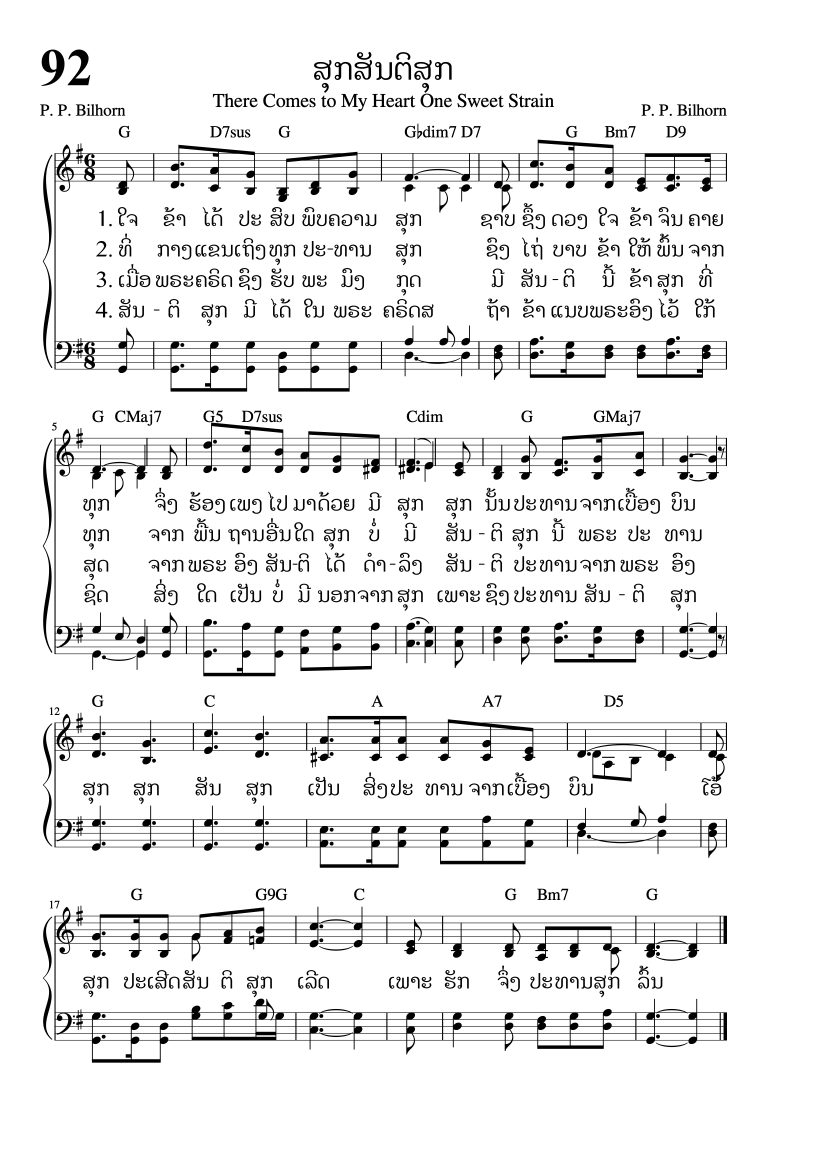 92
ສຸກສັນຕິສຸກ
There Comes to My Heart One Sweet Strain
P. P. Bilhorn P. P. Bilhorn
G D7sus G G♭dim7 D7 G Bm7 D9
6 8
1. ໃຈ ຂ້າ ໄດ້ ປະ ສົບ ພົບຄວາມ ສຸກ ຊາບ ຊຶ້ງ ດວງ ໃຈ ຂ້າ ຈົນ ຄາຍ
2. ທີ່ ກາງແຂນເຖິງທຸກ ປະ-ທານ ສຸກ ຊົງ ໄຖ່ ບາບ ຂ້າ ໃຫ້ ພົ້ນ ຈາກ
3. ເມື່ອ ພຣະຄຣິດ ຊົງ ຮັບ ພະ ມົງ ກຸດ ມີ ສັນ - ຕິ ນີ້ ຂ້າ ສຸກ ທີ່
4. ສັນ - ຕິ ສຸກ ມີ ໄດ້ ໃນ ພຣະ ຄຣິດສ ຖ້າ ຂ້າ ແນບພຣະອົງ ໄວ້ ໃກ້
6 8
5 G CMaj7 G5 D7sus Cdim G GMaj7
ທຸກ ຈຶ່ງ ຮ້ອງ ເພງ ໄປ ມາດ້ວຍ ມີ ສຸກ ສຸກ ນັ້ນປະທານຈາກເບື້ອງ ບົນ
ທຸກ ຈາກ ພື້ນ ຖານອື່ນໃດ ສຸກ ບໍ່ ມີ ສັນ - ຕິ ສຸກ ນີ້ ພຣະ ປະ ທານ
ສຸດ ຈາກ ພຣະ ອົງ ສັນ-ຕິ ໄດ້ ດຳ-ລົງ ສັນ - ຕິ ປະທານ ຈາກ ພຣະ ອົງ
ຊິດ ສິ່ງ ໃດ ເປັນ ບໍ່ ມີ ນອກຈາກ ສຸກ ເພາະ ຊົງ ປະທານ ສັນ - ຕິ ສຸກ
12 G C A A7 D5
ສຸກ ສຸກ ສັນ ສຸກ ເປັນ ສິ່ງປະ ທານ ຈາກເບື້ອງ ບົນ ໂອ້
17 G G9G C G Bm7 G
ສຸກ ປະເສີດສັນ ຕິ ສຸກ ເລີດ ເພາະ ຮັກ ຈຶ່ງ ປະທານສຸກ ລົ້ນ